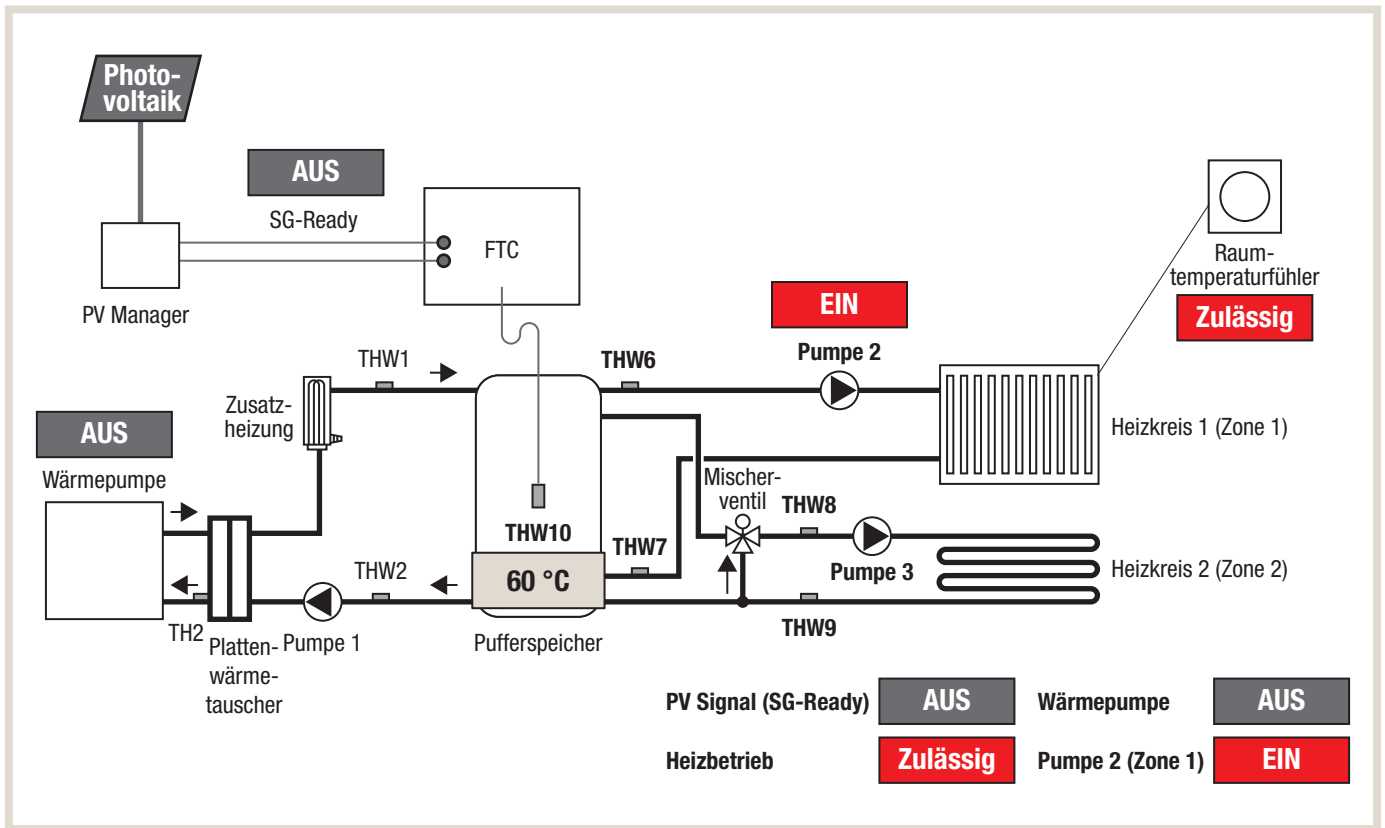 Photo-
voltaik
AUS
SG-Ready
FTC
PV Manager
Raum-
temperaturfühler
Zulässig
EIN
Pumpe 2
THW1
THW6
Zusatz-
heizung
AUS
Wärmepumpe
Heizkreis 1 (Zone 1)
Mischer-
ventil
THW8
THW10
THW7
THW2
60 °C
Pumpe 3
Heizkreis 2 (Zone 2)
TH2
Platten-
wärme-
tauscher
Pumpe 1
Pufferspeicher
THW9
PV Signal (SG-Ready) AUS Wärmepumpe AUS
Heizbetrieb Zulässig Pumpe 2 (Zone 1) EIN